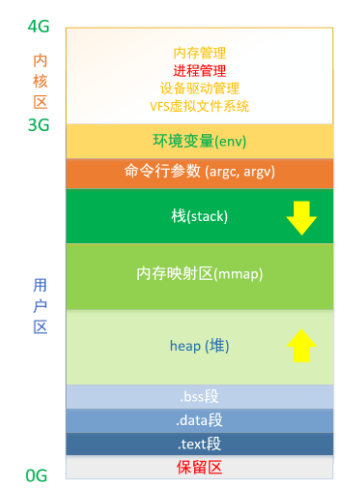 4G
内核区
内存管理
进程管理
设备驱动管理
VFS虚拟文件系统
3G
环境变量(env)
命令行参数 (argc, argv)
栈(stack)
内存映射区(mmap)
用户区
heap (堆)
.bss段
.data段
.text段
保留区
0G